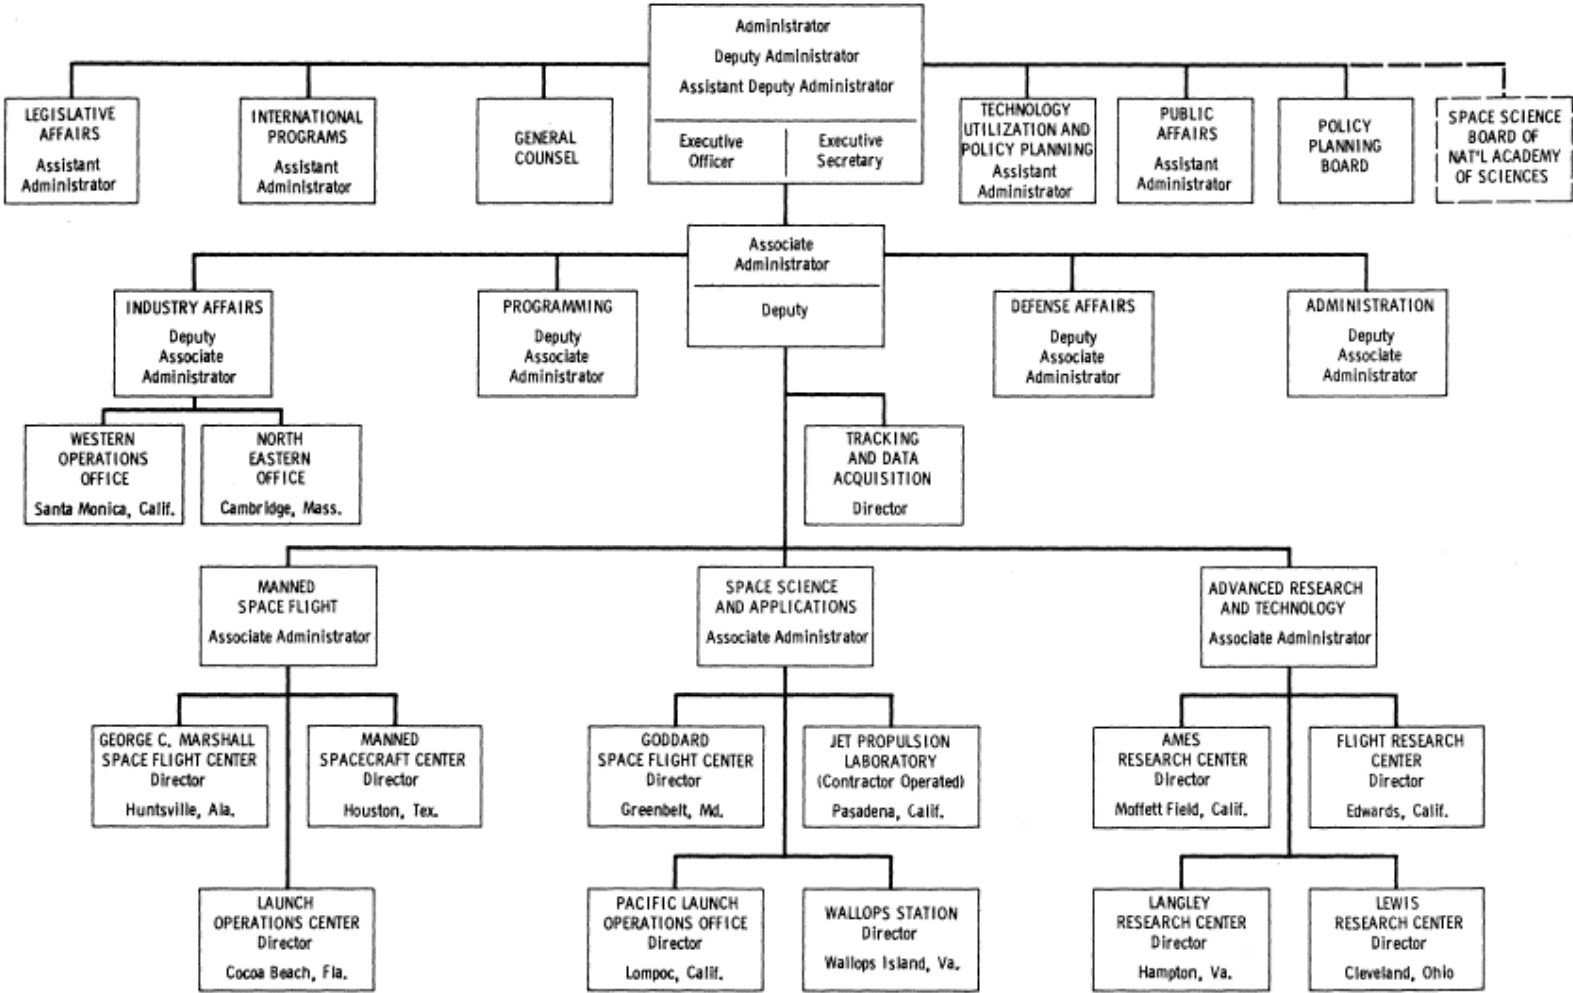 Administrator
Deputy Administrator
Assistant Deputy Administrator
Executive
Officer
Executive
Secretary
LEGISLATIVE
AFFAIRS
Assistant
Administrator
INTERNATIONAL
PROGRAMS
Assistant
Administrator
GENERAL
COUNSEL
TECHNOLOGY
UTILIZATION AND
POLICY PLANNING
Assistant
Administrator
PUBLIC
AFFAIRS
Assistant
Administrator
POLICY
PLANNING
BOARD
SPACE SCIENCE
BOARD OF
NAT'L ACADEMY
OF SCIENCES
Associate
Administrator
Deputy
INDUSTRY AFFAIRS
Deputy
Associate
Administrator
PROGRAMMING
Deputy
Associate
Administrator
DEFENSE AFFAIRS
Deputy
Associate
Administrator
ADMINISTRATION
Deputy
Associate
Administrator
WESTERN
OPERATIONS
OFFICE
Santa Monica, Calif.
NORTH
EASTERN
OFFICE
Cambridge, Mass.
TRACKING
AND DATA
ACQUISITION
Director
MANNED
SPACE FLIGHT
Associate Administrator
SPACE SCIENCE
AND APPLICATIONS
Associate Administrator
ADVANCED RESEARCH
AND TECHNOLOGY
Associate Administrator
GEORGE C. MARSHALL
SPACE FLIGHT CENTER
Director
Huntsville, Ala.
MANNED
SPACECRAFT CENTER
Director
Houston, Tex.
GODDARD
SPACE FLIGHT CENTER
Director
Greenbelt, Md.
JET PROPULSION
LABORATORY
(Contractor Operated)
Pasadena, Calif.
AMES
RESEARCH CENTER
Director
Moffett Field, Calif.
FLIGHT RESEARCH
CENTER
Director
Edwards, Calif.
LAUNCH
OPERATIONS CENTER
Director
Cocoa Beach, Fla.
PACIFIC LAUNCH
OPERATIONS OFFICE
Director
Lompoc, Calif.
WALLOPS STATION
Director
Wallops Island, Va.
LANGLEY
RESEARCH CENTER
Director
Hampton, Va.
LEWIS
RESEARCH CENTER
Director
Cleveland, Ohio